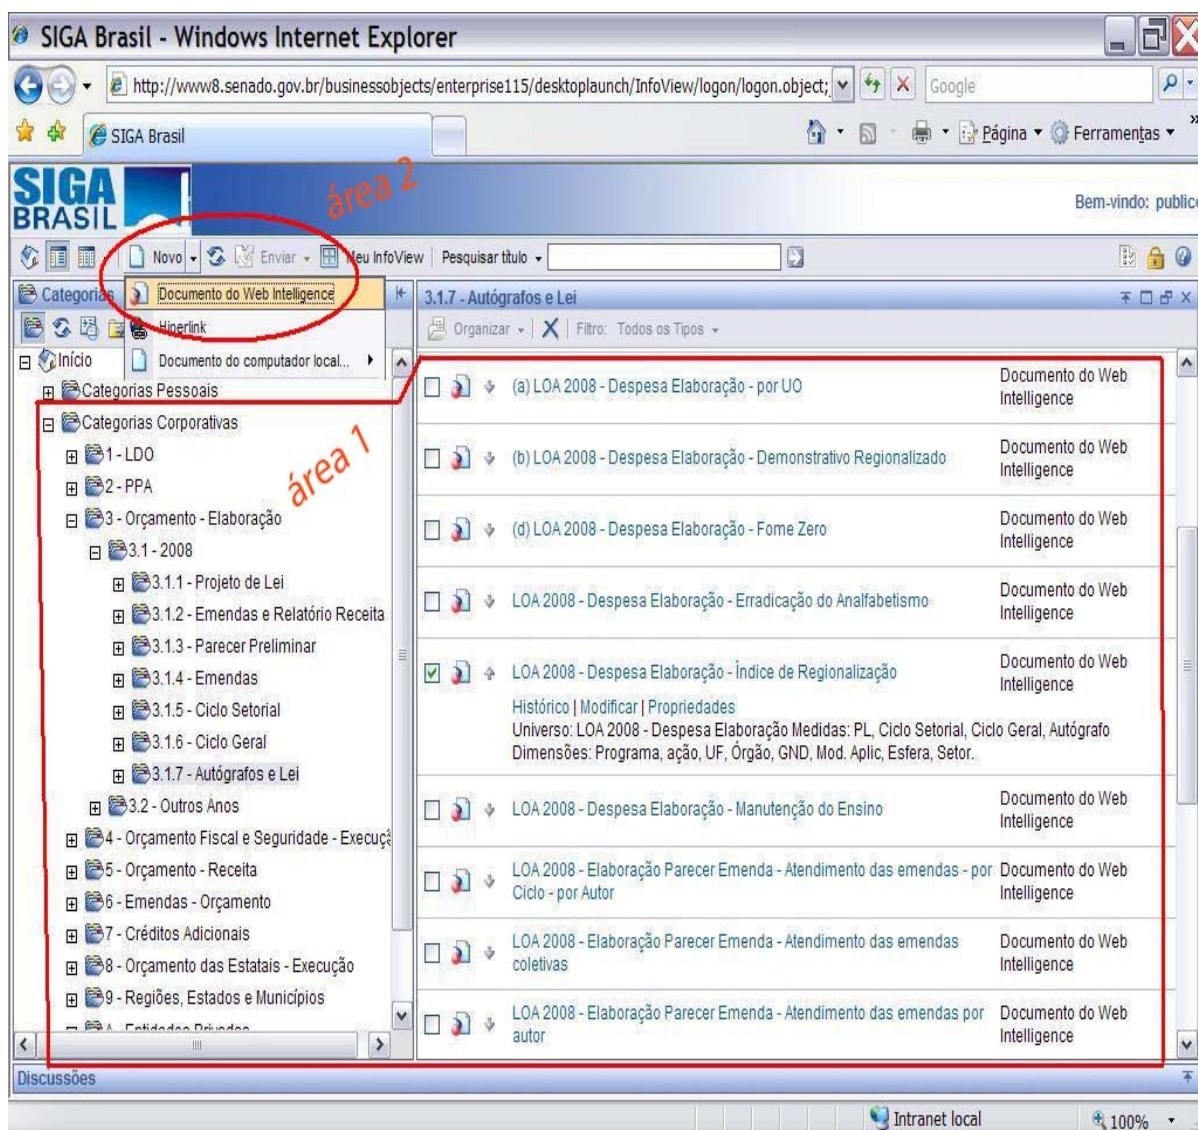 SIGA Brasil - Windows Internet Explorer
http://www8.senado.gov.br/businessobjects/enterprise115/desktoplaunch/InfoView/logon/logon.object;
Google
SIGA Brasil
Página
Ferramentas
SIGA
BRASIL
área 2
Bem-vindo: publico
Novo
Enviar
Meu InfoView
Pesquisar título
Categorias
Documento do Web Intelligence
Hiperlink
Documento do computador local...
3.1.7 - Autógrafos e Lei
Organizar
Filtro: Todos os Tipos
Início
Categorias Pessoais
Categorias Corporativas
área 1
1 - LDO
2 - PPA
3 - Orçamento - Elaboração
3.1 - 2008
3.1.1 - Projeto de Lei
3.1.2 - Emendas e Relatório Receita
3.1.3 - Parecer Preliminar
3.1.4 - Emendas
3.1.5 - Ciclo Setorial
3.1.6 - Ciclo Geral
3.1.7 - Autógrafos e Lei
3.2 - Outros Anos
4 - Orçamento Fiscal e Seguridade - Execuçã
5 - Orçamento - Receita
6 - Emendas - Orçamento
7 - Créditos Adicionais
8 - Orçamento das Estatais - Execução
9 - Regiões, Estados e Municípios
A - Entidades Privadas
(a) LOA 2008 - Despesa Elaboração - por UO
Documento do Web
Intelligence
(b) LOA 2008 - Despesa Elaboração - Demonstrativo Regionalizado
Documento do Web
Intelligence
(d) LOA 2008 - Despesa Elaboração - Fome Zero
Documento do Web
Intelligence
LOA 2008 - Despesa Elaboração - Erradicação do Analfabetismo
Documento do Web
Intelligence
LOA 2008 - Despesa Elaboração - Índice de Regionalização
Documento do Web
Intelligence
Histórico | Modificar | Propriedades
Universo: LOA 2008 - Despesa Elaboração Medidas: PL, Ciclo Setorial, Ciclo Geral, Autógrafo
Dimensões: Programa, ação, UF, Órgão, GND, Mod. Aplic, Esfera, Setor.
LOA 2008 - Despesa Elaboração - Manutenção do Ensino
Documento do Web
Intelligence
LOA 2008 - Elaboração Parecer Emenda - Atendimento das emendas - por
Ciclo - por Autor
Documento do Web
Intelligence
LOA 2008 - Elaboração Parecer Emenda - Atendimento das emendas
coletivas
Documento do Web
Intelligence
LOA 2008 - Elaboração Parecer Emenda - Atendimento das emendas por
autor
Documento do Web
Intelligence
Discussões
Intranet local
100%